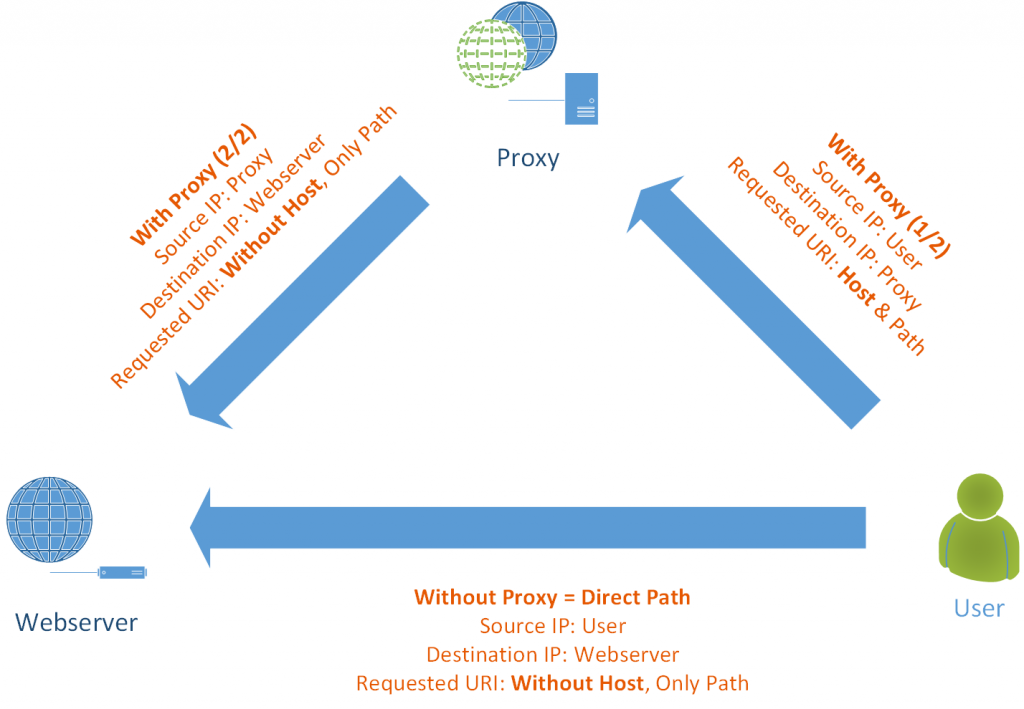 Proxy
With Proxy (2/2)
Source IP: Proxy
Destination IP: Webserver
Requested URI: Without Host, Only Path
With Proxy (1/2)
Source IP: User
Destination IP: Proxy
Requested URI: Host & Path
Webserver
User
Without Proxy = Direct Path
Source IP: User
Destination IP: Webserver
Requested URI: Without Host, Only Path